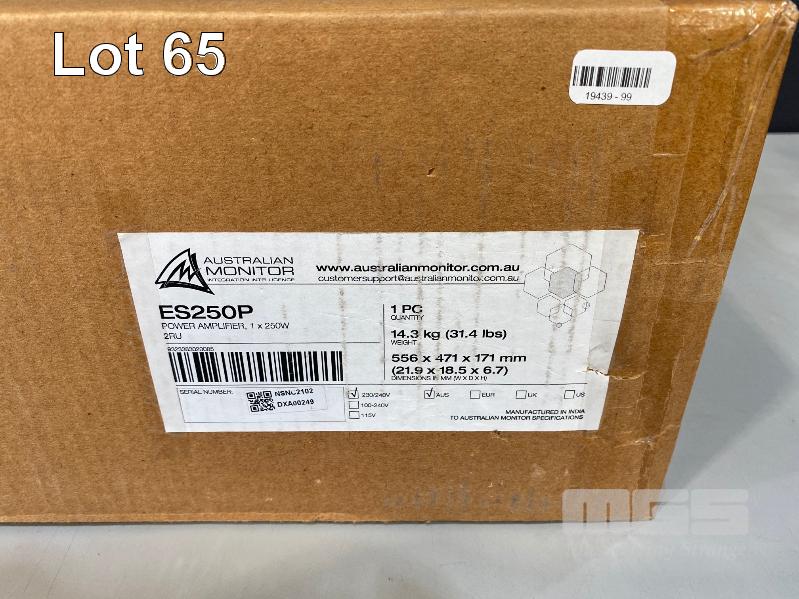 Lot 65
19439 - 99
AUSTRALIAN
MONITOR
INTEGRATION INTELLIGENCE
www.australianmonitor.com.au
customersupport@australianmonitor.com.au
ES250P
POWER AMPLIFIER, 1 x 250W
2RU
1 PC
QUANTITY
14.3 kg (31.4 lbs)
WEIGHT
556 x 471 x 171 mm
(21.9 x 18.5 x 6.7)
DIMENSIONS IN MM (W x D x H)
SERIAL NUMBER:
DXA00249
230/240V
100-240V
115V
AUS
EUR
UK
US
MANUFACTURED IN INDIA
TO AUSTRALIAN MONITOR SPECIFICATIONS
MGS